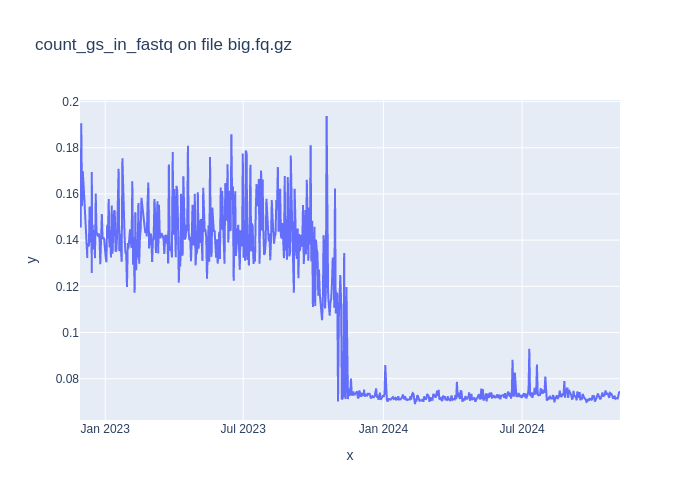 count_gs_in_fastq on file big.fq.gz
0.2
0.18
0.16
0.14
0.12
0.1
0.08
y
Jan 2023
Jul 2023
Jan 2024
Jul 2024
x